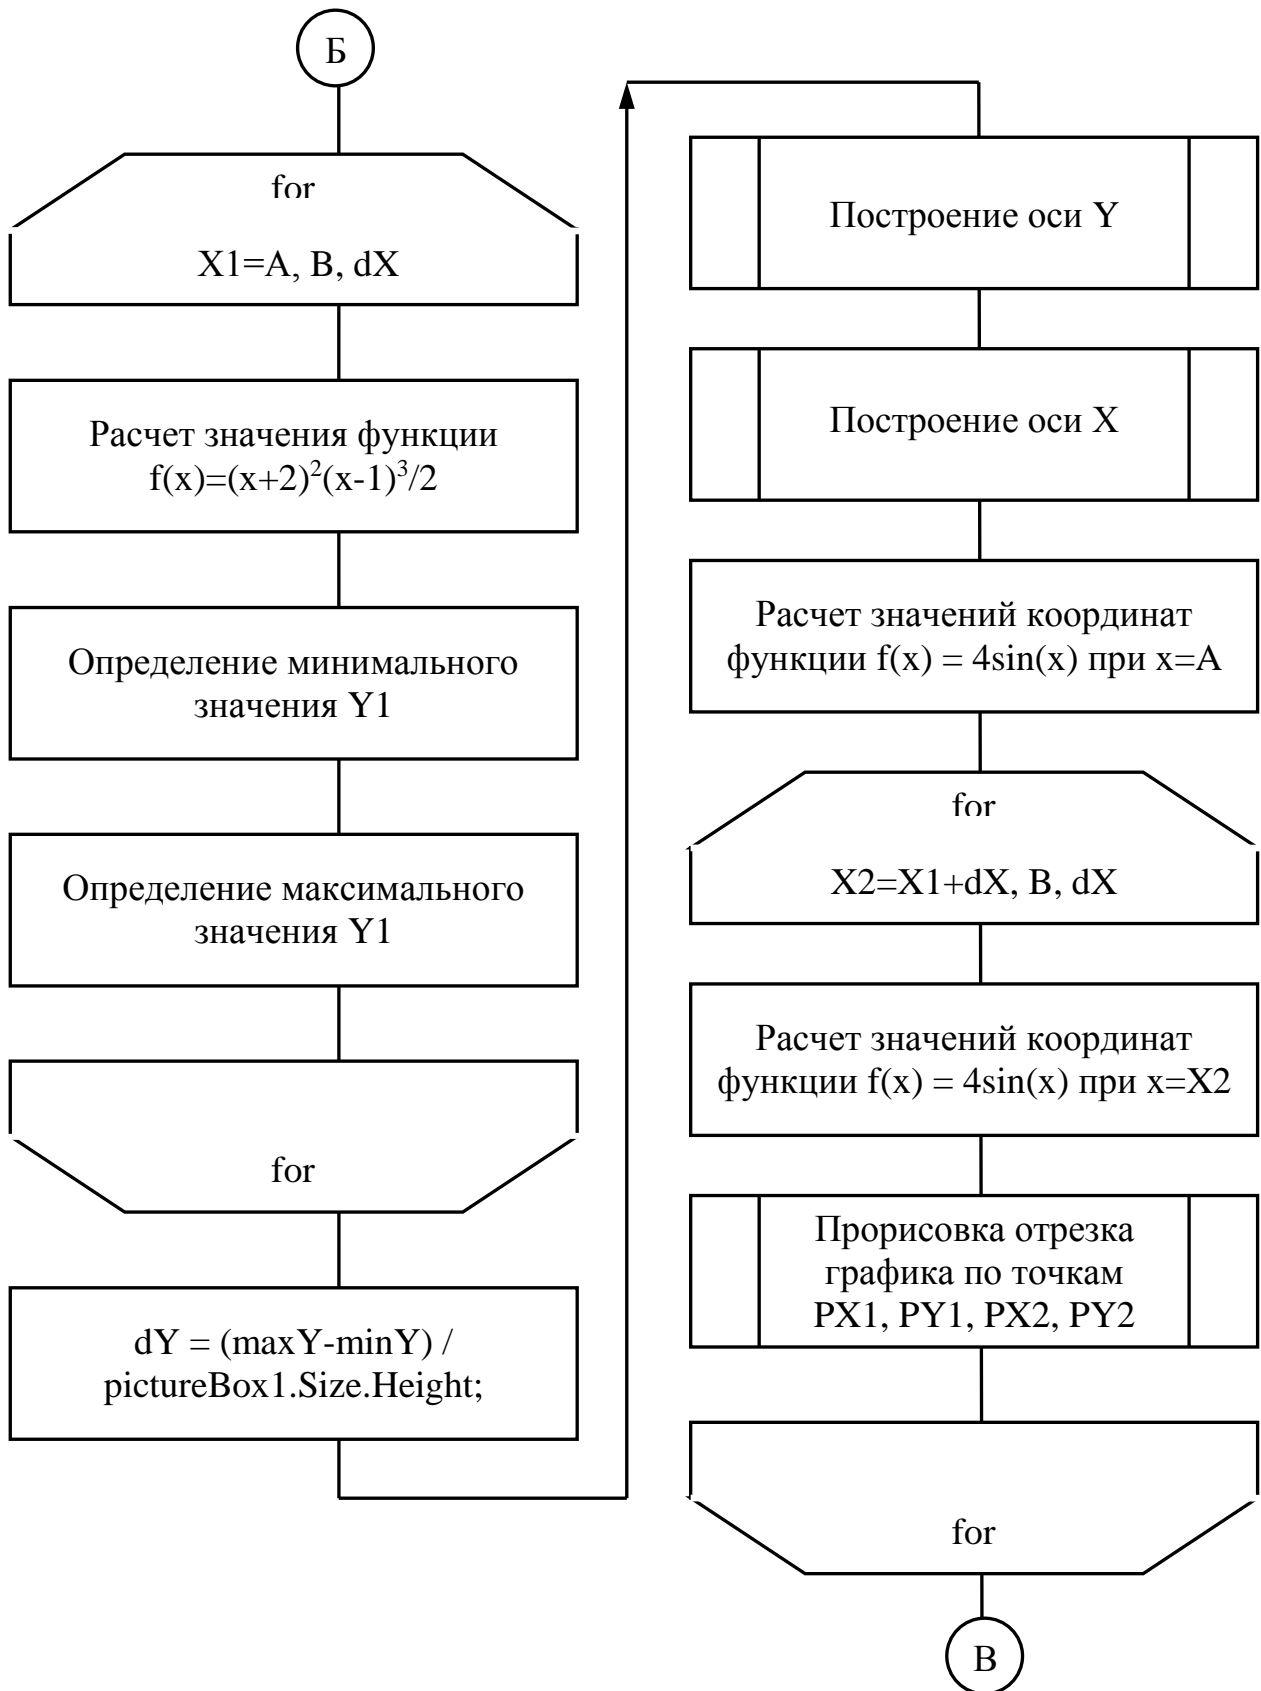 Б
for
X1=A, B, dX
Расчет значения функции
f(x)=(x+2)²(x-1)³/2
Определение минимального
значения Y1
Определение максимального
значения Y1
for
dY = (maxY-minY) /
pictureBox1.Size.Height;
Построение оси Y
Построение оси X
Расчет значений координат
функции f(x) = 4sin(x) при x=A
for
X2=X1+dX, B, dX
Расчет значений координат
функции f(x) = 4sin(x) при x=X2
Прорисовка отрезка
графика по точкам
PX1, PY1, PX2, PY2
for
В